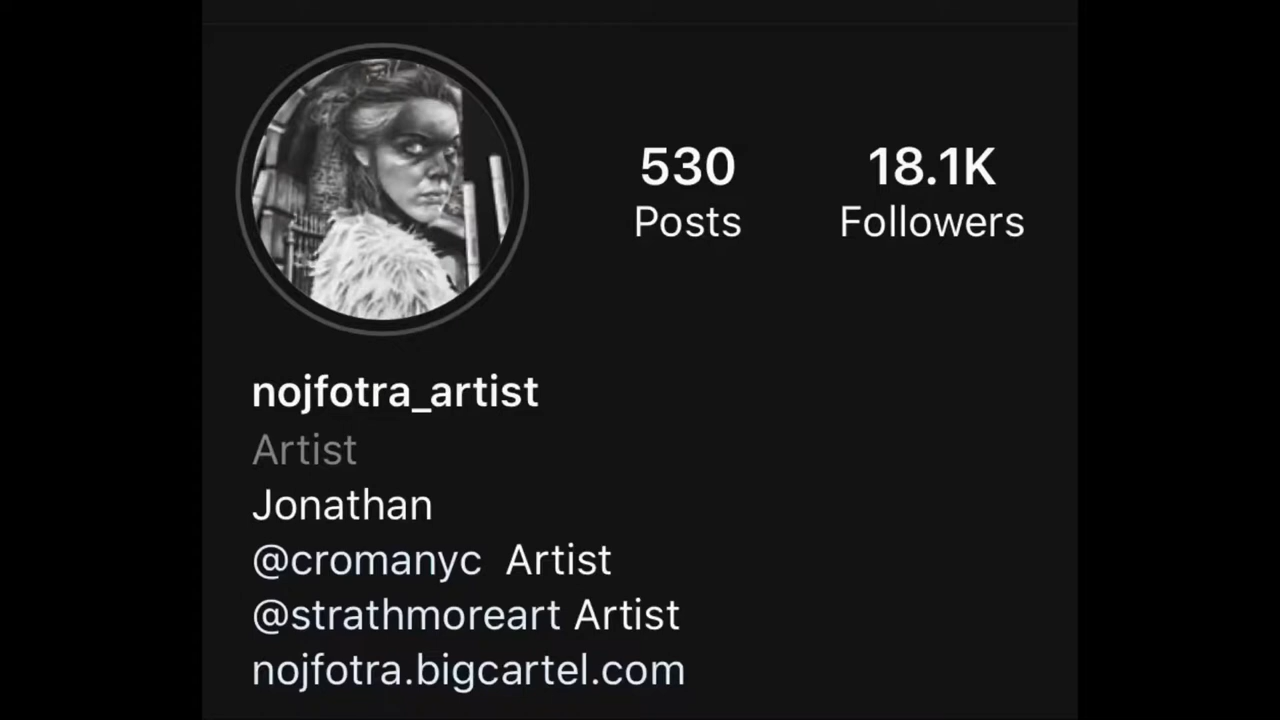 530 18.1K
Posts Followers
nojfotra_artist
Artist
Jonathan
@cromanyc Artist
@strathmoreart Artist
nojfotra.bigcartel.com